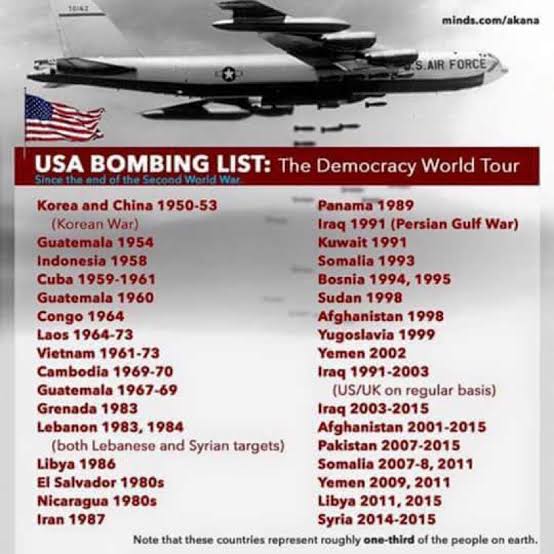 10162
minds.com/akana
U.S. AIR FORCE
USA BOMBING LIST: The Democracy World Tour
Since the end of the Second World War.
Korea and China 1950-53
(Korean War)
Guatemala 1954
Indonesia 1958
Cuba 1959-1961
Guatemala 1960
Congo 1964
Laos 1964-73
Vietnam 1961-73
Cambodia 1969-70
Guatemala 1967-69
Grenada 1983
Lebanon 1983, 1984
(both Lebanese and Syrian targets)
Libya 1986
El Salvador 1980s
Nicaragua 1980s
Iran 1987
Panama 1989
Iraq 1991 (Persian Gulf War)
Kuwait 1991
Somalia 1993
Bosnia 1994, 1995
Sudan 1998
Afghanistan 1998
Yugoslavia 1999
Yemen 2002
Iraq 1991-2003
(US/UK on regular basis)
Iraq 2003-2015
Afghanistan 2001-2015
Pakistan 2007-2015
Somalia 2007-8, 2011
Yemen 2009, 2011
Libya 2011, 2015
Syria 2014-2015
Note that these countries represent roughly one-third of the people on earth.